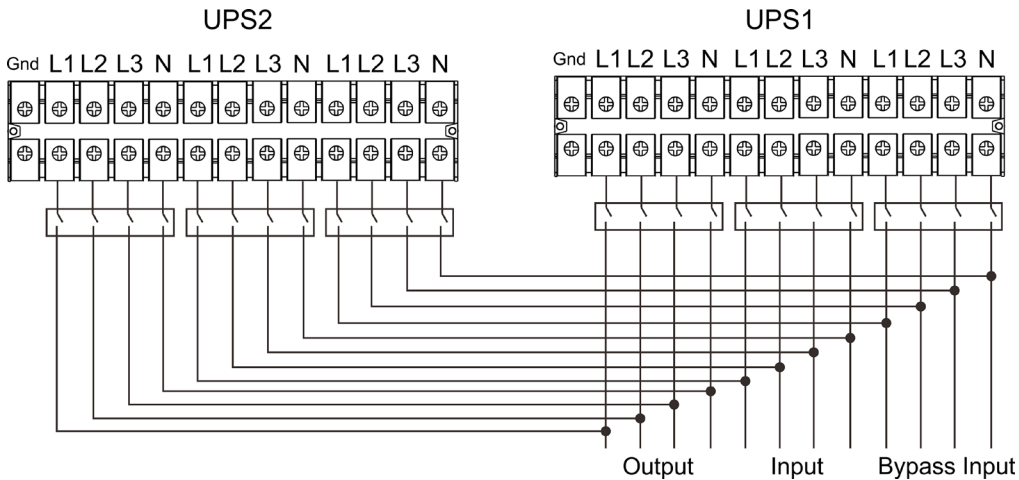 UPS2 UPS1
Gnd L1 L2 L3 N L1 L2 L3 N L1 L2 L3 N Gnd L1 L2 L3 N L1 L2 L3 N L1 L2 L3 N
Output Input Bypass Input